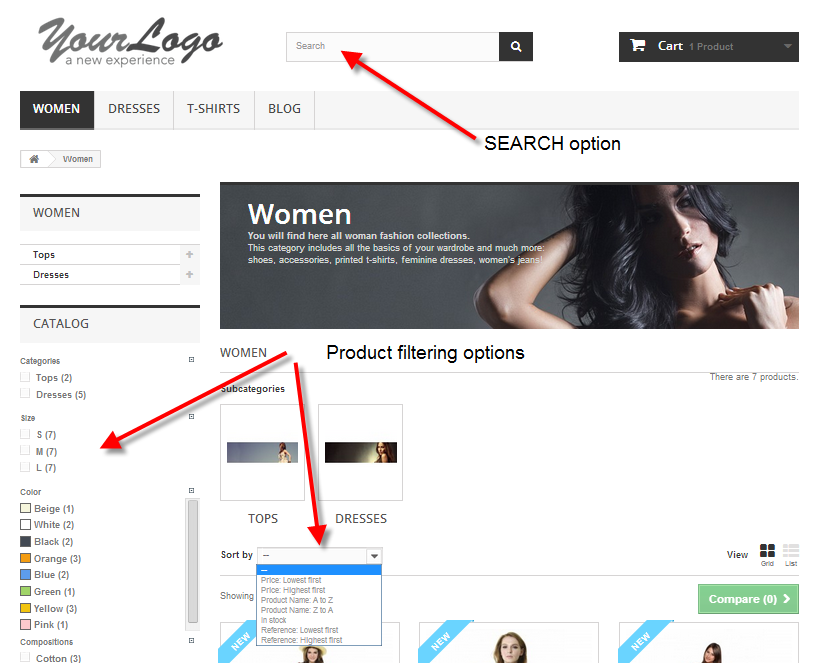 YourLogo
a new experience
Search
Cart 1 Product
WOMEN
DRESSES
T-SHIRTS
BLOG
SEARCH option
Women
WOMEN
Tops
Dresses
Women
You will find here all woman fashion collections.
This category includes all the basics of your wardrobe and much more:
shoes, accessories, printed t-shirts, feminine dresses, women's jeans!
CATALOG
Categories
Tops (2)
Dresses (5)
Size
S (7)
M (7)
L (7)
Color
Beige (1)
White (2)
Black (2)
Orange (3)
Blue (2)
Green (1)
Yellow (3)
Pink (1)
Compositions
Cotton (3)
WOMEN
Product filtering options
There are 7 products.
Subcategories
TOPS
DRESSES
Sort by
--
--
Price: Lowest first
Price: Highest first
Product Name: A to Z
Product Name: Z to A
In stock
Reference: Lowest first
Reference: Highest first
View
Grid
List
Showing
Compare (0)
NEW
NEW
NEW